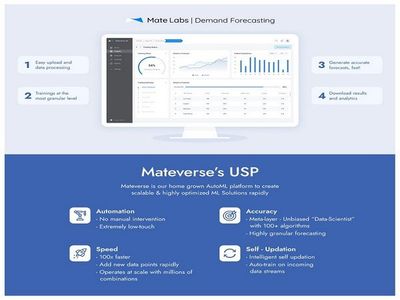 Mate Labs | Demand Forecasting
1 Easy upload and
data processing
2 Trainings at the
most granular level
3 Generate accurate
forecasts, fast!
4 Download results
and analytics
Mateverse's USP
Mateverse is our home grown AutoML platform to create
scalable & highly optimized ML Solutions rapidly
Automation
- No manual intervention
- Extremely low-touch
Accuracy
- Meta-layer - Unbiased "Data-Scientist"
with 100+ algorithms
- Highly granular forecasting
Speed
- 100x faster
- Add new data points rapidly
- Operates at scale with millions of
combinations
Self - Updation
- Intelligent self updation
- Auto-train on incoming
data streams